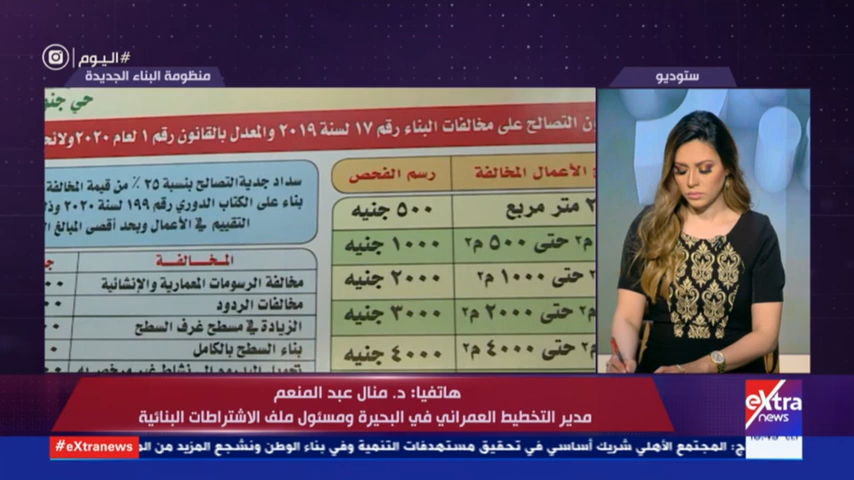 #اليوم
منظومة البناء الجديدة
ستوديو
حي
التصالح على مخالفات البناء رقم ١٧ لسنة ٢٠١٩ والمعدل بالقانون رقم ١ لعام ٢٠٢٠
الأعمال المخالفة
رسم الفحص
متر مربع
٥٠٠ جنيه
حتى ٥٠٠ م٢
١٠٠٠ جنيه
حتى ١٠٠٠ م٢
٢٠٠٠ جنيه
حتى ٢٠٠٠ م٢
٣٠٠٠ جنيه
حتى ٤٠٠٠ م٢
٤٠٠٠ جنيه
سداد جدية التصالح بنسبة ٢٥ ٪ من قيمة المخالفة
بناء على الكتاب الدوري رقم ١٩٩ لسنة ٢٠٢٠
التقييم في الأعمال وبحد أقصى المبالغ
المخالفة
مخالفة الرسومات المعمارية والإنشائية
مخالفات الردود
الزيادة في مسطح غرف السطح
بناء السطح بالكامل
هاتفيا: د. منال عبد المنعم
مدير التخطيط العمراني في البحيرة ومسئول ملف الاشتراطات البنائية
eXtra
news
#eXtranews
ج: المجتمع الأهلي شريك أساسي في تحقيق مستهدفات التنمية وفي بناء الوطن ونشجع المزيد من